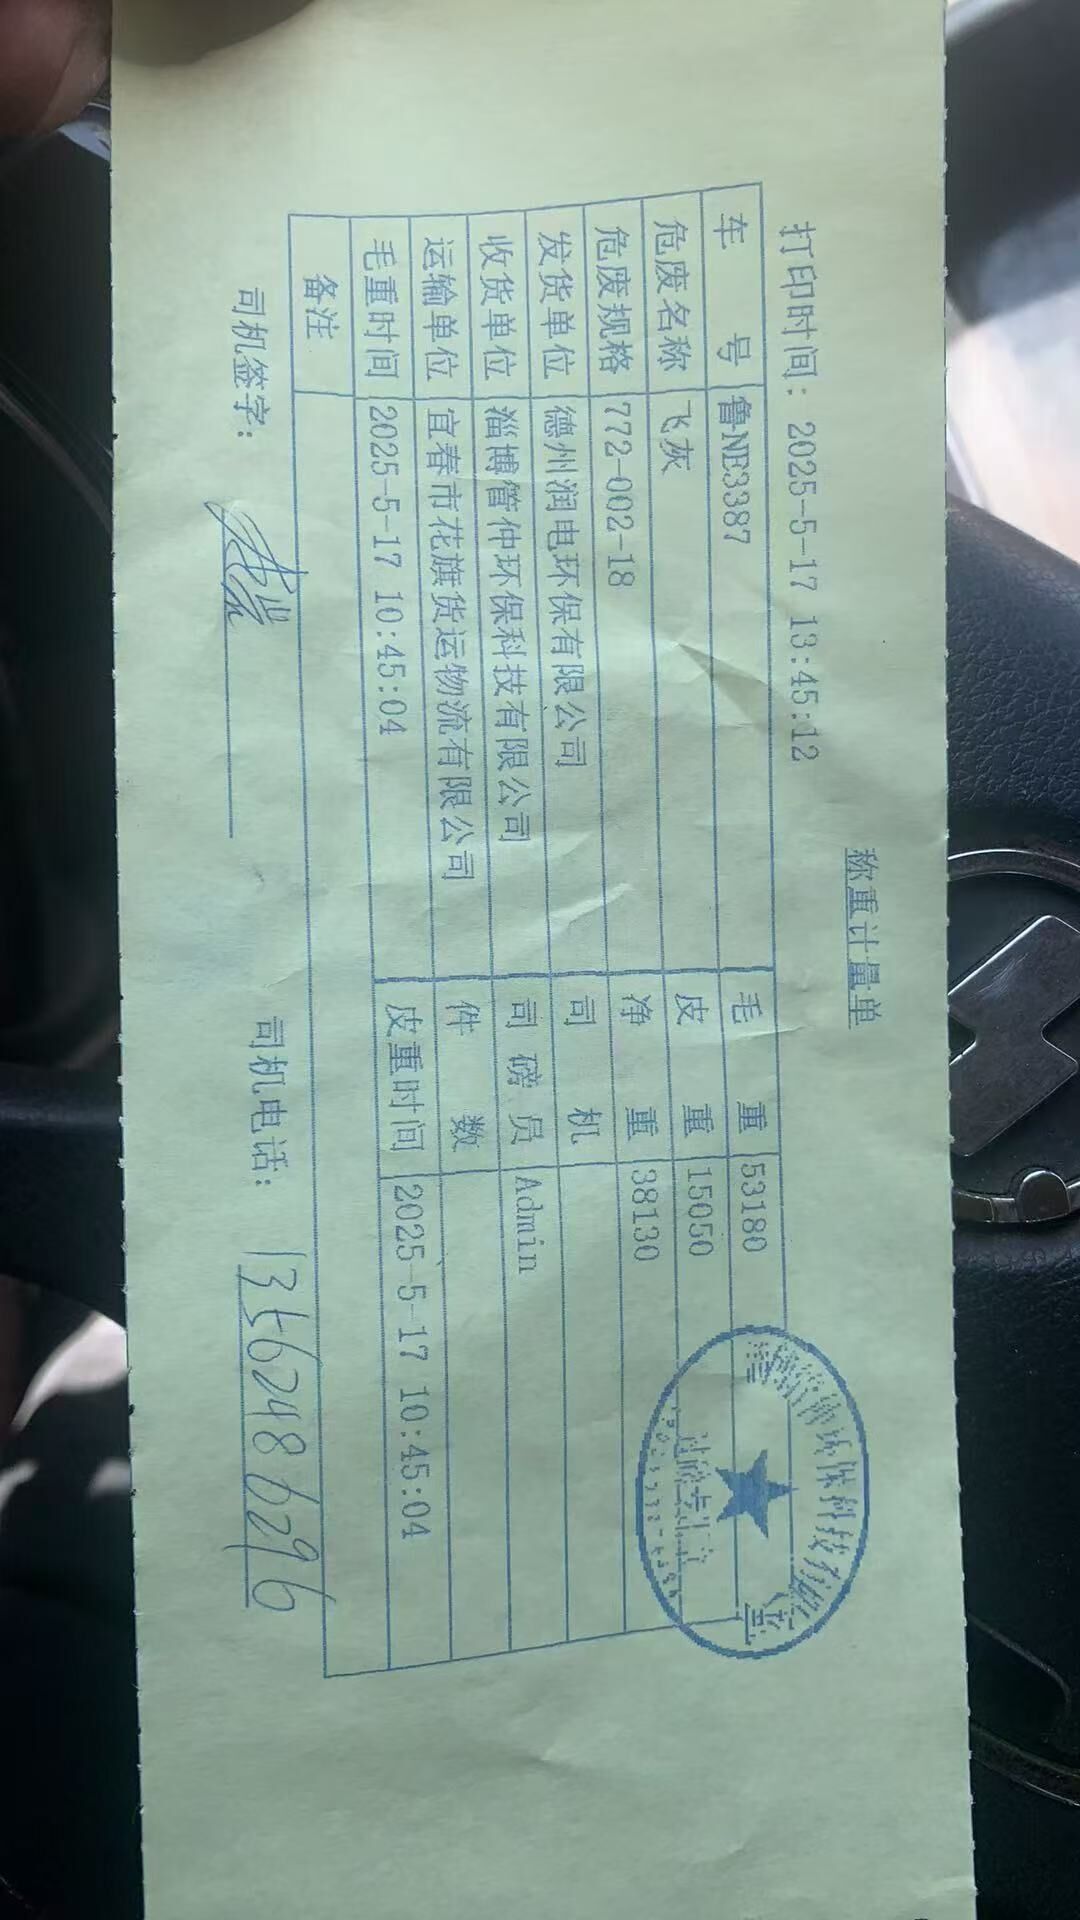 称重计量单
打印时间：2025-5-17 13:45:12
车 号 鲁NE3387 毛 重 53180
危废名称 飞灰 皮 重 15050
危废规格 772-002-18 净 重 38130
发货单位 德州润电环保有限公司 司 机
收货单位 淄博管仲环保科技有限公司 司 磅 员 Admin
运输单位 宜春市花旗货运物流有限公司 件 数
毛重时间 2025-5-17 10:45:04 皮重时间 2025-5-17 10:45:04
备注
司机签字： 司机电话：13562486296